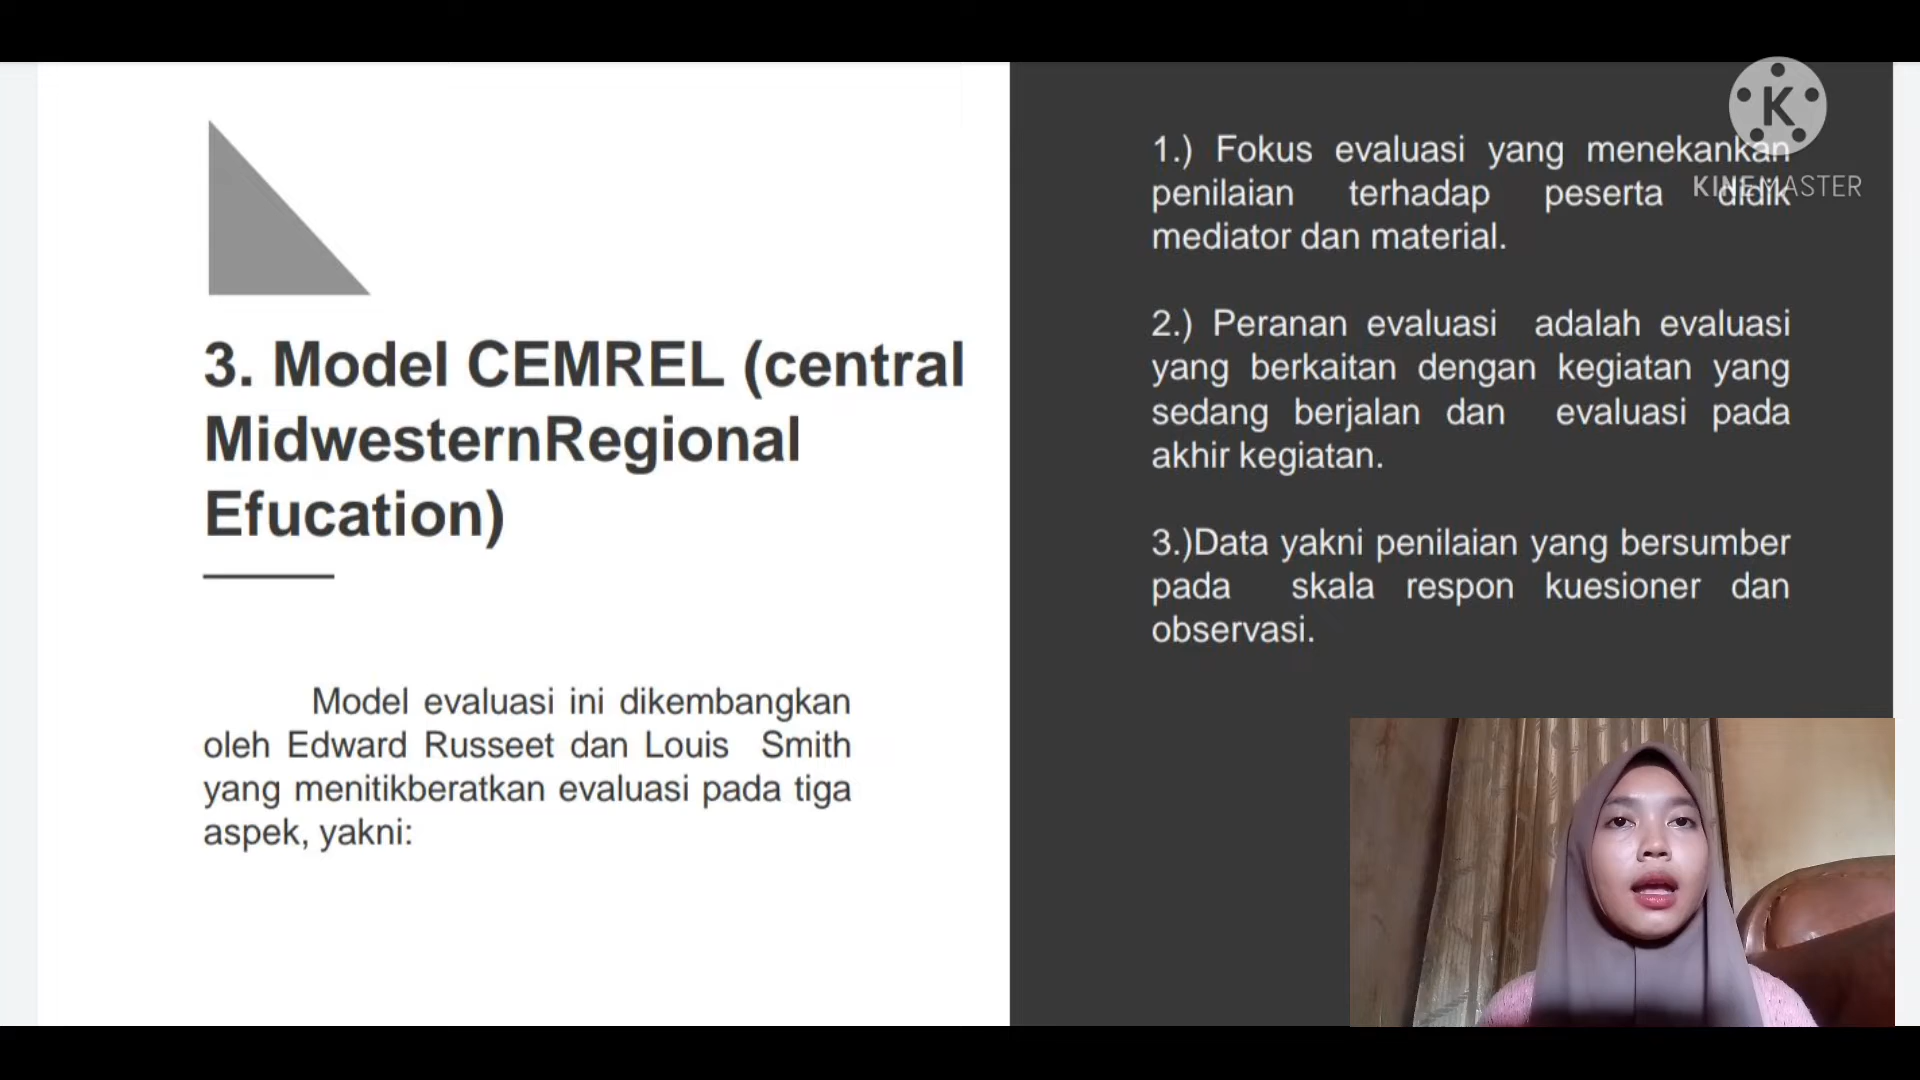 3. Model CEMREL (central
MidwesternRegional
Efucation)
Model evaluasi ini dikembangkan
oleh Edward Russeet dan Louis Smith
yang menitikberatkan evaluasi pada tiga
aspek, yakni:
1.) Fokus evaluasi yang menekankan
penilaian terhadap peserta didik
mediator dan material.
2.) Peranan evaluasi adalah evaluasi
yang berkaitan dengan kegiatan yang
sedang berjalan dan evaluasi pada
akhir kegiatan.
3.)Data yakni penilaian yang bersumber
pada skala respon kuesioner dan
observasi.
K
KINEMASTER